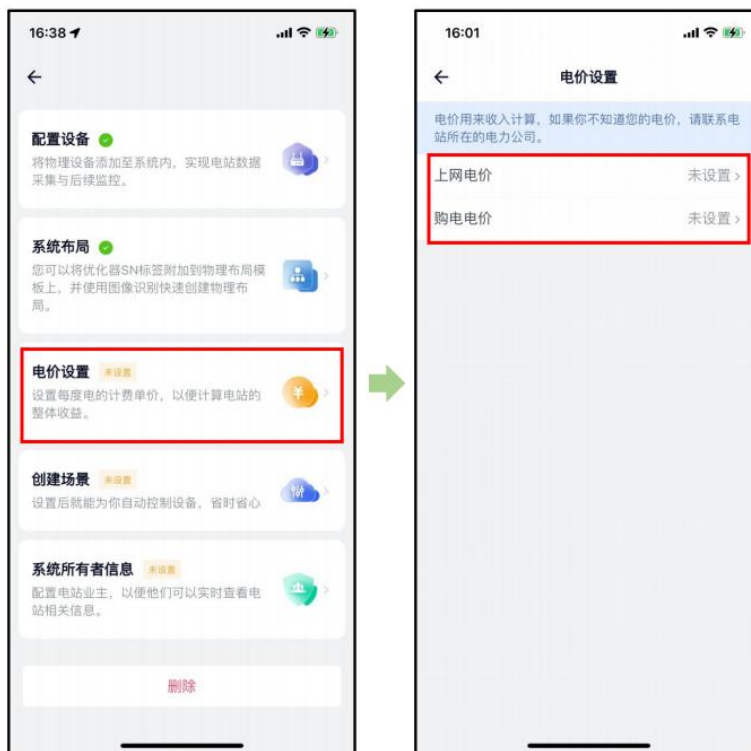 16:38
配置设备
将物理设备添加至系统内，实现电站数据
采集与后续监控。
系统布局
您可以将优化器SN标签附加到物理布局模
板上，并使用图像识别快速创建物理布
局。
电价设置 未设置
设置每度电的计费单价，以便计算电站的
整体收益。
创建场景 未设置
设置后就能为你自动控制设备，省时省心
系统所有者信息 未设置
配置电站业主，以便他们可以实时查看电
站相关信息。
删除
16:01
电价设置
电价用来收入计算，如果你不知道您的电价，请联系电
站所在的电力公司。
上网电价 未设置
购电电价 未设置